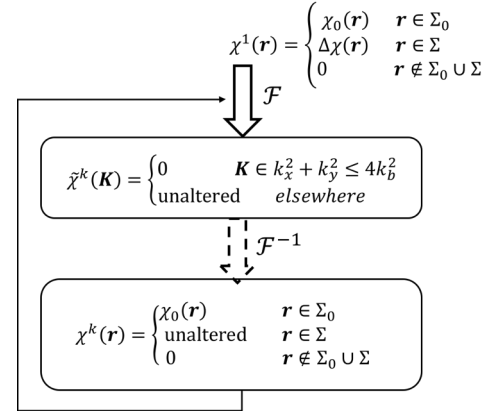 χ¹(𝒓) = { χ₀(𝒓) 𝒓 ∈ Σ₀
Δχ(𝒓) 𝒓 ∈ Σ
0 𝒓 ∉ Σ₀ ∪ Σ
ℱ
χ̃ᵏ(𝑲) = { 0 𝑲 ∈ kₓ² + k_y² ≤ 4k_b²
unaltered elsewhere
ℱ⁻¹
χᵏ(𝒓) = { χ₀(𝒓) 𝒓 ∈ Σ₀
unaltered 𝒓 ∈ Σ
0 𝒓 ∉ Σ₀ ∪ Σ